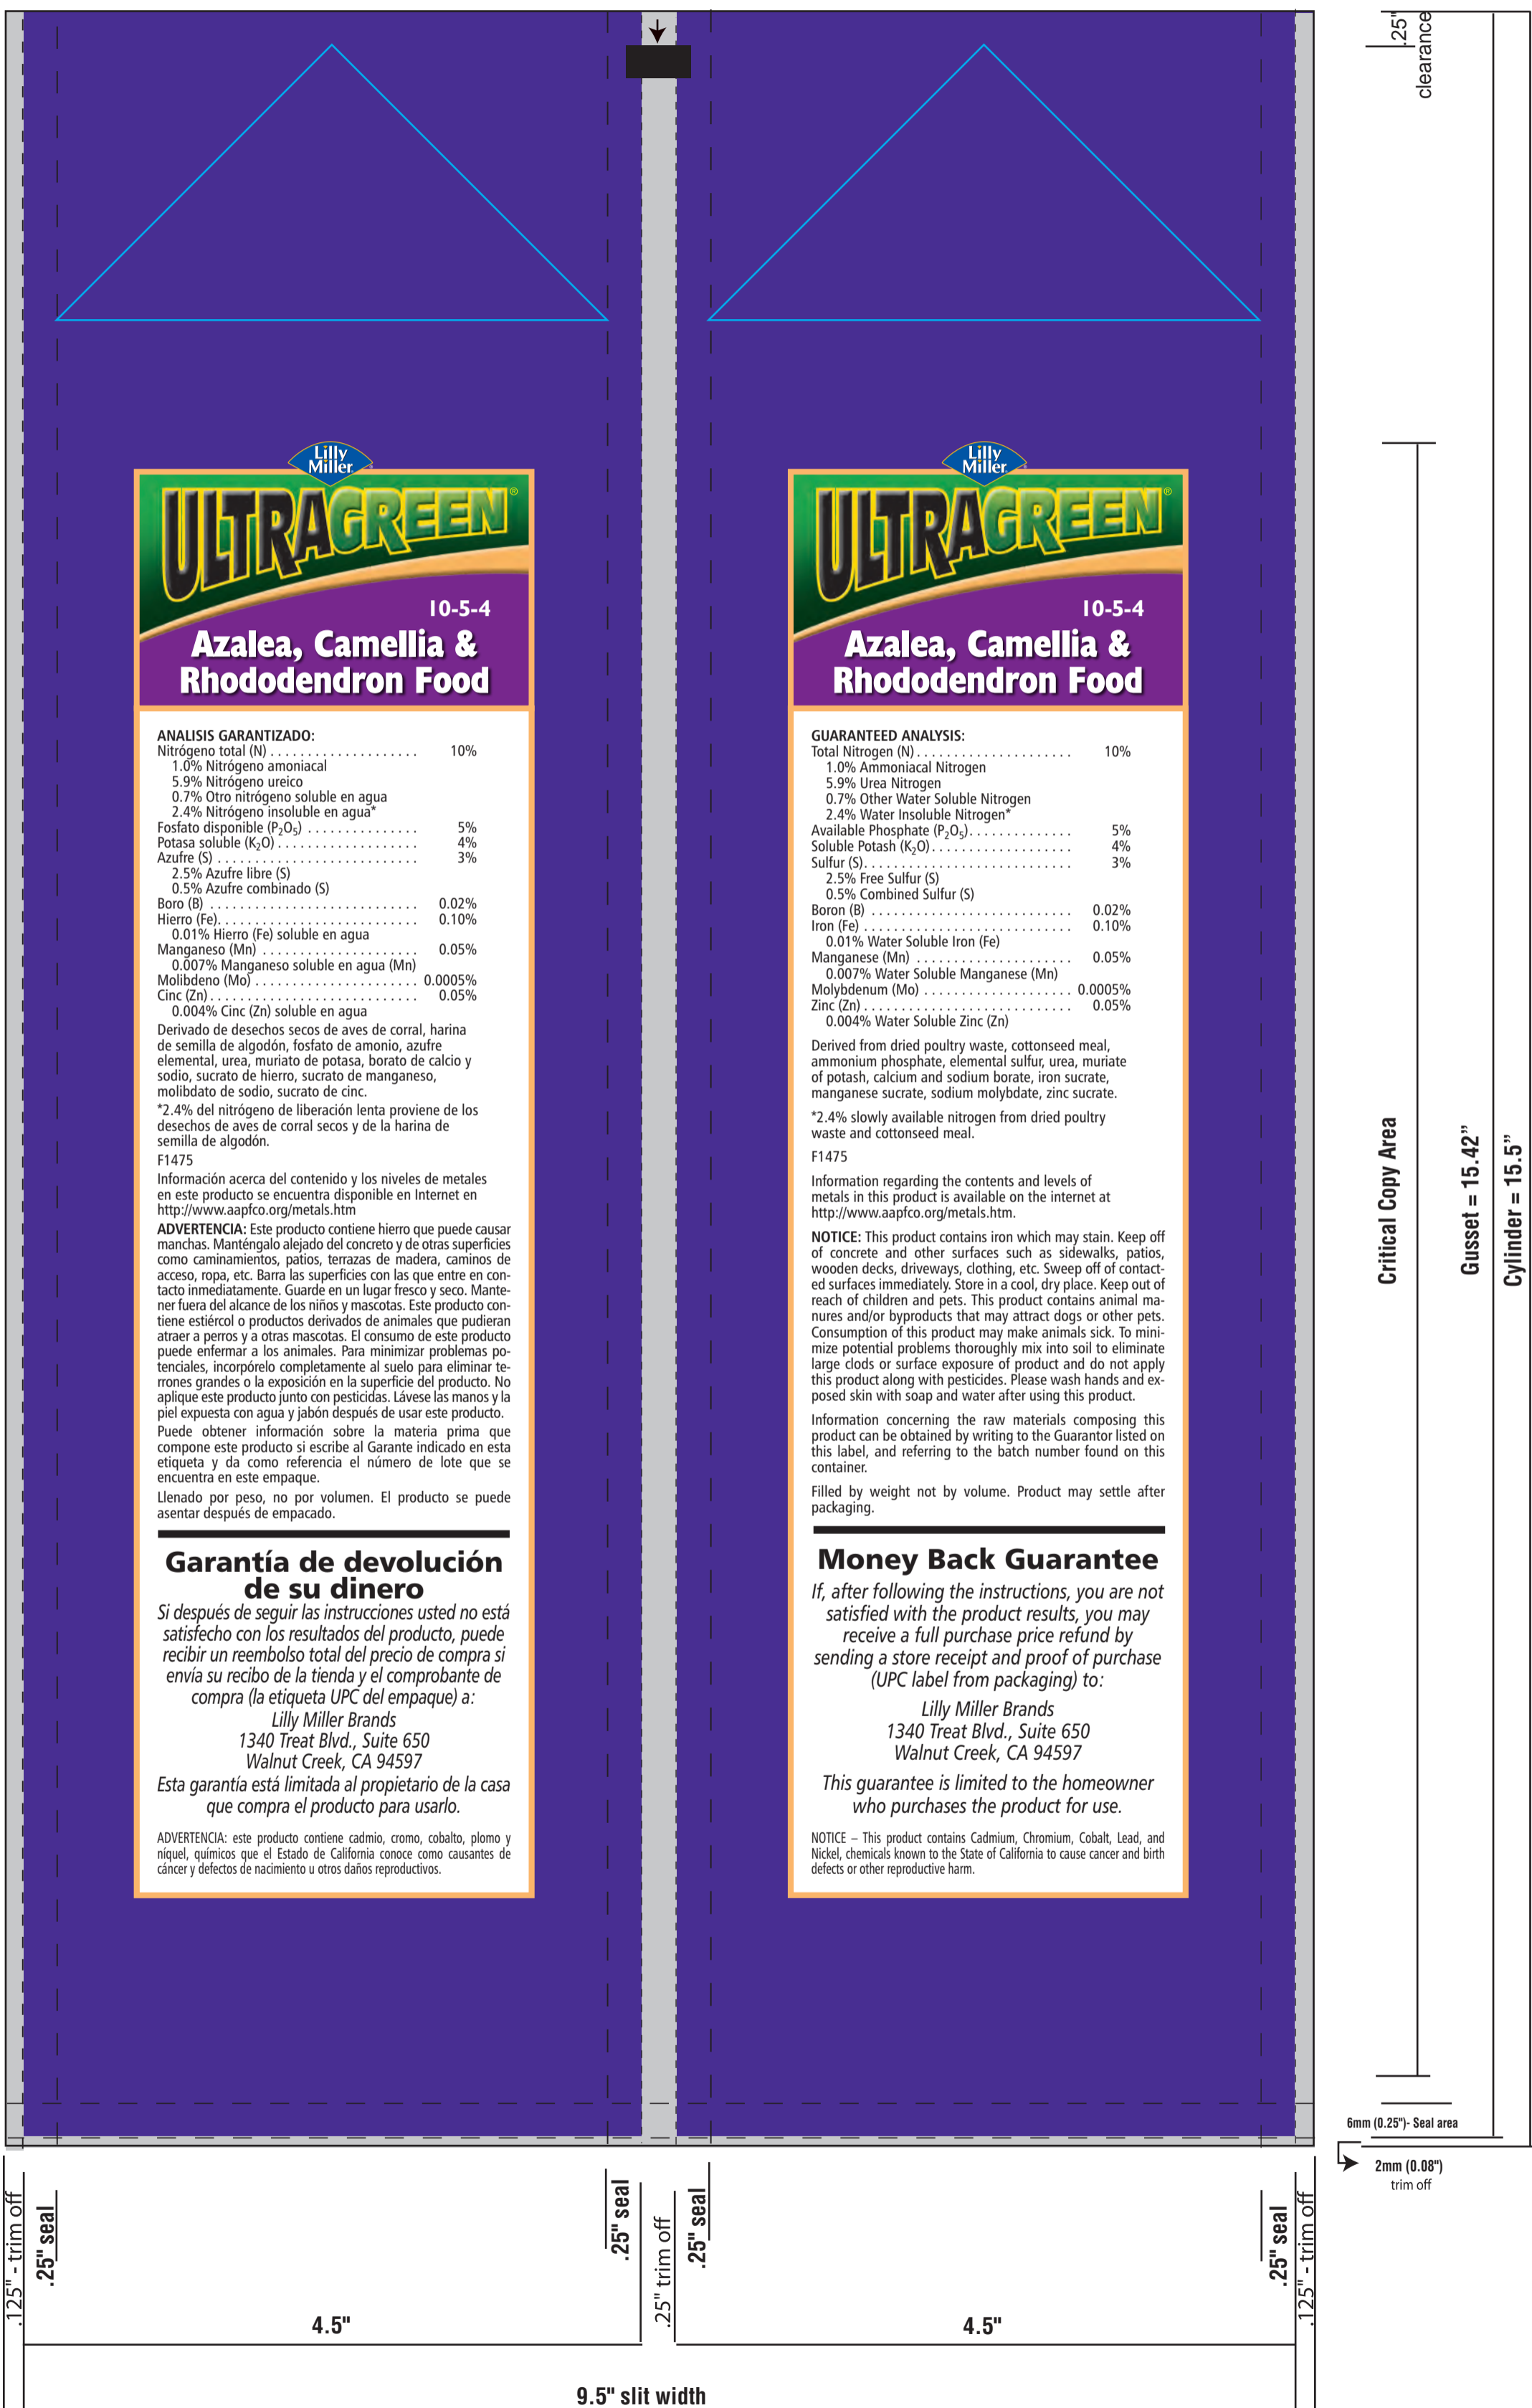 .25"
clearance
Lilly
Miller
ULTRAGREEN®
10-5-4
Azalea, Camellia &
Rhododendron Food
ANALISIS GARANTIZADO:
Nitrógeno total (N) . . . . . . . . . . . . . . . . . . . . 10%
1.0% Nitrógeno amoniacal
5.9% Nitrógeno ureico
0.7% Otro nitrógeno soluble en agua
2.4% Nitrógeno insoluble en agua*
Fosfato disponible (P₂O₅) . . . . . . . . . . . . . . . 5%
Potasa soluble (K₂O) . . . . . . . . . . . . . . . . . . . 4%
Azufre (S) . . . . . . . . . . . . . . . . . . . . . . . . . . . 3%
2.5% Azufre libre (S)
0.5% Azufre combinado (S)
Boro (B) . . . . . . . . . . . . . . . . . . . . . . . . . . . . 0.02%
Hierro (Fe). . . . . . . . . . . . . . . . . . . . . . . . . . . 0.10%
0.01% Hierro (Fe) soluble en agua
Manganeso (Mn) . . . . . . . . . . . . . . . . . . . . . 0.05%
0.007% Manganeso soluble en agua (Mn)
Molibdeno (Mo) . . . . . . . . . . . . . . . . . . . . . . 0.0005%
Cinc (Zn) . . . . . . . . . . . . . . . . . . . . . . . . . . . . 0.05%
0.004% Cinc (Zn) soluble en agua
Derivado de desechos secos de aves de corral, harina
de semilla de algodón, fosfato de amonio, azufre
elemental, urea, muriato de potasa, borato de calcio y
sodio, sucrato de hierro, sucrato de manganeso,
molibdato de sodio, sucrato de cinc.
*2.4% del nitrógeno de liberación lenta proviene de los
desechos de aves de corral secos y de la harina de
semilla de algodón.
F1475
Información acerca del contenido y los niveles de metales
en este producto se encuentra disponible en Internet en
http://www.aapfco.org/metals.htm
ADVERTENCIA: Este producto contiene hierro que puede causar
manchas. Manténgalo alejado del concreto y de otras superficies
como caminamientos, patios, terrazas de madera, caminos de
acceso, ropa, etc. Barra las superficies con las que entre en con-
tacto inmediatamente. Guarde en un lugar fresco y seco. Mante-
ner fuera del alcance de los niños y mascotas. Este producto con-
tiene estiércol o productos derivados de animales que pudieran
atraer a perros y a otras mascotas. El consumo de este producto
puede enfermar a los animales. Para minimizar problemas po-
tenciales, incorpórelo completamente al suelo para eliminar te-
rrones grandes o la exposición en la superficie del producto. No
aplique este producto junto con pesticidas. Lávese las manos y la
piel expuesta con agua y jabón después de usar este producto.
Puede obtener información sobre la materia prima que
compone este producto si escribe al Garante indicado en esta
etiqueta y da como referencia el número de lote que se
encuentra en este empaque.
Llenado por peso, no por volumen. El producto se puede
asentar después de empacado.
Garantía de devolución
de su dinero
Si después de seguir las instrucciones usted no está
satisfecho con los resultados del producto, puede
recibir un reembolso total del precio de compra si
envía su recibo de la tienda y el comprobante de
compra (la etiqueta UPC del empaque) a:
Lilly Miller Brands
1340 Treat Blvd., Suite 650
Walnut Creek, CA 94597
Esta garantía está limitada al propietario de la casa
que compra el producto para usarlo.
ADVERTENCIA: este producto contiene cadmio, cromo, cobalto, plomo y
níquel, químicos que el Estado de California conoce como causantes de
cáncer y defectos de nacimiento u otros daños reproductivos.
Lilly
Miller
ULTRAGREEN®
10-5-4
Azalea, Camellia &
Rhododendron Food
GUARANTEED ANALYSIS:
Total Nitrogen (N) . . . . . . . . . . . . . . . . . . . . . 10%
1.0% Ammoniacal Nitrogen
5.9% Urea Nitrogen
0.7% Other Water Soluble Nitrogen
2.4% Water Insoluble Nitrogen*
Available Phosphate (P₂O₅). . . . . . . . . . . . . . 5%
Soluble Potash (K₂O) . . . . . . . . . . . . . . . . . . . 4%
Sulfur (S). . . . . . . . . . . . . . . . . . . . . . . . . . . . 3%
2.5% Free Sulfur (S)
0.5% Combined Sulfur (S)
Boron (B) . . . . . . . . . . . . . . . . . . . . . . . . . . . 0.02%
Iron (Fe) . . . . . . . . . . . . . . . . . . . . . . . . . . . . 0.10%
0.01% Water Soluble Iron (Fe)
Manganese (Mn) . . . . . . . . . . . . . . . . . . . . . 0.05%
0.007% Water Soluble Manganese (Mn)
Molybdenum (Mo) . . . . . . . . . . . . . . . . . . . . 0.0005%
Zinc (Zn) . . . . . . . . . . . . . . . . . . . . . . . . . . . . 0.05%
0.004% Water Soluble Zinc (Zn)
Derived from dried poultry waste, cottonseed meal,
ammonium phosphate, elemental sulfur, urea, muriate
of potash, calcium and sodium borate, iron sucrate,
manganese sucrate, sodium molybdate, zinc sucrate.
*2.4% slowly available nitrogen from dried poultry
waste and cottonseed meal.
F1475
Information regarding the contents and levels of
metals in this product is available on the internet at
http://www.aapfco.org/metals.htm.
NOTICE: This product contains iron which may stain. Keep off
of concrete and other surfaces such as sidewalks, patios,
wooden decks, driveways, clothing, etc. Sweep off of contact-
ed surfaces immediately. Store in a cool, dry place. Keep out of
reach of children and pets. This product contains animal ma-
nures and/or byproducts that may attract dogs or other pets.
Consumption of this product may make animals sick. To mini-
mize potential problems thoroughly mix into soil to eliminate
large clods or surface exposure of product and do not apply
this product along with pesticides. Please wash hands and ex-
posed skin with soap and water after using this product.
Information concerning the raw materials composing this
product can be obtained by writing to the Guarantor listed on
this label, and referring to the batch number found on this
container.
Filled by weight not by volume. Product may settle after
packaging.
Money Back Guarantee
If, after following the instructions, you are not
satisfied with the product results, you may
receive a full purchase price refund by
sending a store receipt and proof of purchase
(UPC label from packaging) to:
Lilly Miller Brands
1340 Treat Blvd., Suite 650
Walnut Creek, CA 94597
This guarantee is limited to the homeowner
who purchases the product for use.
NOTICE – This product contains Cadmium, Chromium, Cobalt, Lead, and
Nickel, chemicals known to the State of California to cause cancer and birth
defects or other reproductive harm.
Critical Copy Area
Gusset = 15.42”
Cylinder = 15.5”
6mm (0.25")- Seal area
2mm (0.08")
trim off
.125" - trim off
.25" seal
.25" seal
.25" trim off
.25" seal
.25" seal
.125" - trim off
4.5"
4.5"
9.5" slit width